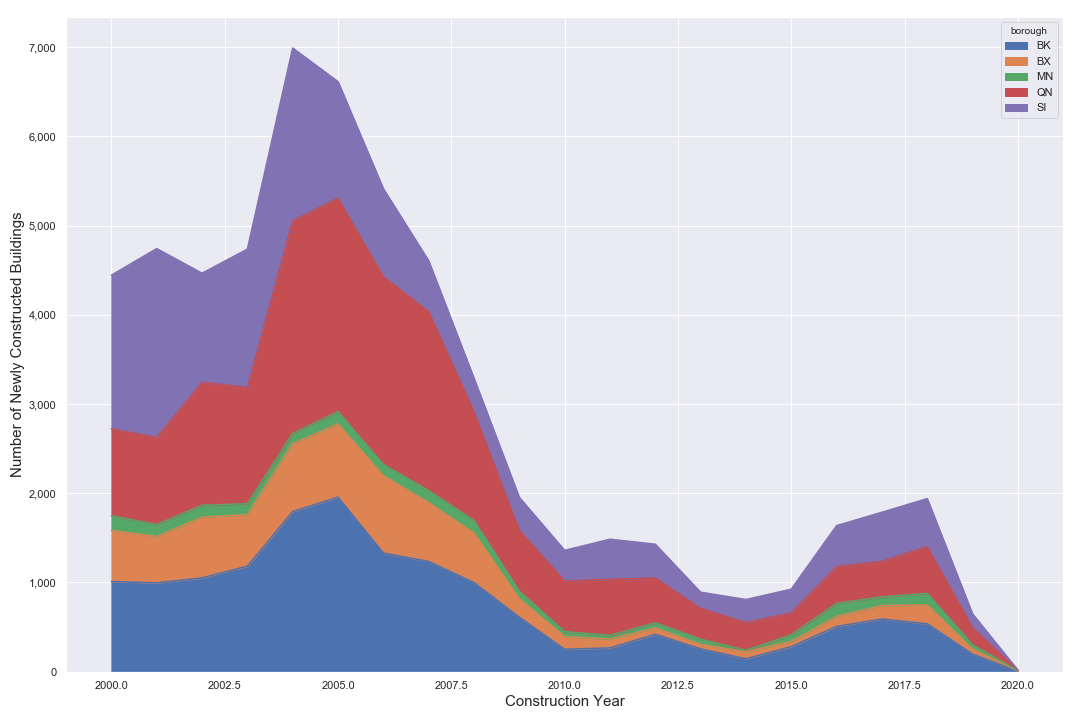 borough
BK
BX
MN
QN
SI
7,000
6,000
5,000
4,000
3,000
2,000
1,000
0
Number of Newly Constructed Buildings
2000.0 2002.5 2005.0 2007.5 2010.0 2012.5 2015.0 2017.5 2020.0
Construction Year